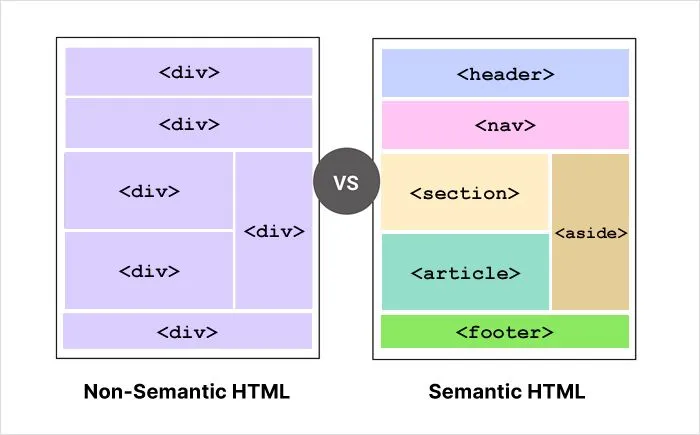 <div>
<div>
<div>
<div>
<div>
<div>
Non-Semantic HTML
VS
<header>
<nav>
<section>
<aside>
<article>
<footer>
Semantic HTML